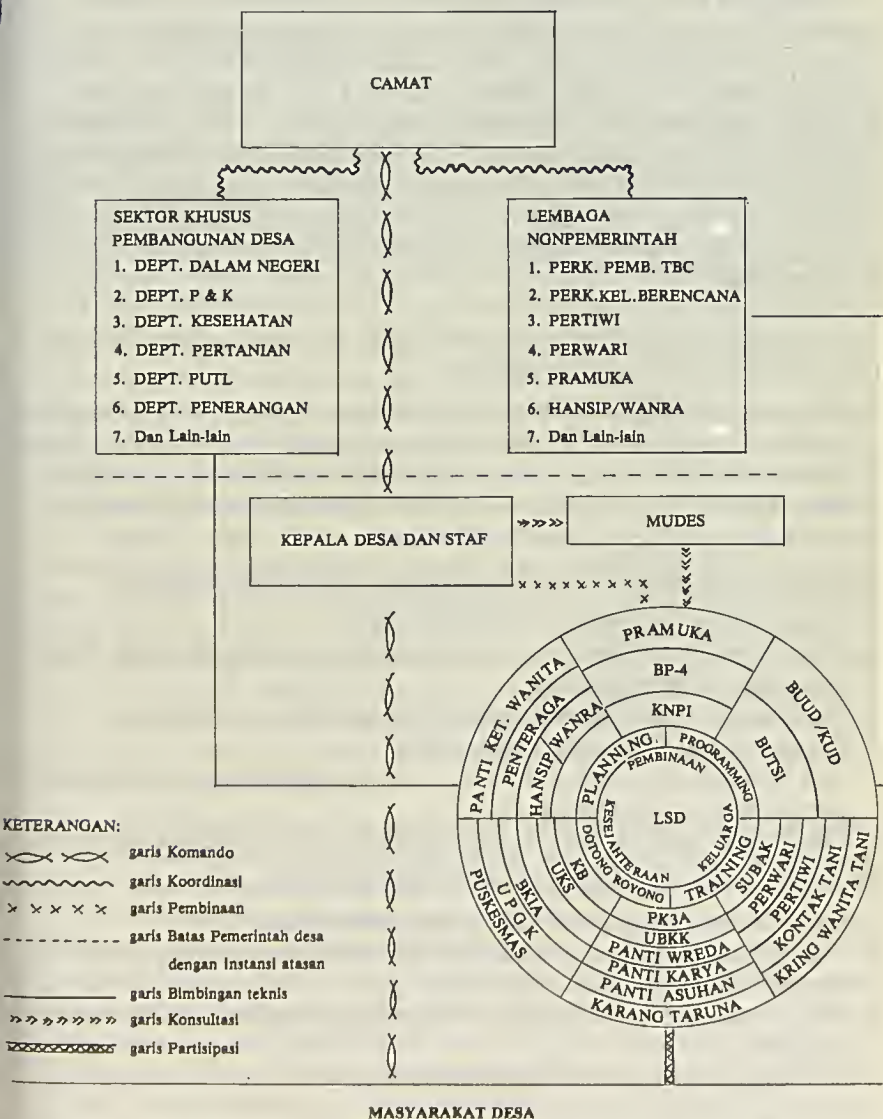 CAMAT
SEKTOR KHUSUS
PEMBANGUNAN DESA
1. DEPT. DALAM NEGERI
2. DEPT. P & K
3. DEPT. KESEHATAN
4. DEPT. PERTANIAN
5. DEPT. PUTL
6. DEPT. PENERANGAN
7. Dan Lain-lain
LEMBAGA
NONPEMERINTAH
1. PERK. PEMB. TBC
2. PERK.KEL.BERENCANA
3. PERTIWI
4. PERWARI
5. PRAMUKA
6. HANSIP/WANRA
7. Dan Lain-lain
KEPALA DESA DAN STAF
MUDES
PRAMUKA
BP-4
KNPI
PANTI KET. WANITA
PENTERAGA
HANSIP/WANRA
BUUD/KUD
BUTSI
PLANNING.
PROGRAMMING
PEMBINAAN
KESEJAHTERAAN
KELUARGA
LSD
DOTONG ROYONG
TRAINING
KB
UKS
BKIA
UPGK
PUSKESMAS
SUBAK
PERWARI
PERTIWI
KONTAK TANI
KRING WANITA TANI
PK3A
UBKK
PANTI WREDA
PANTI KARYA
PANTI ASUHAN
KARANG TARUNA
KETERANGAN:
garis Komando
garis Koordinasi
garis Pembinaan
garis Batas Pemerintah desa
dengan Instansi atasan
garis Bimbingan teknis
garis Konsultasi
garis Partisipasi
MASYARAKAT DESA